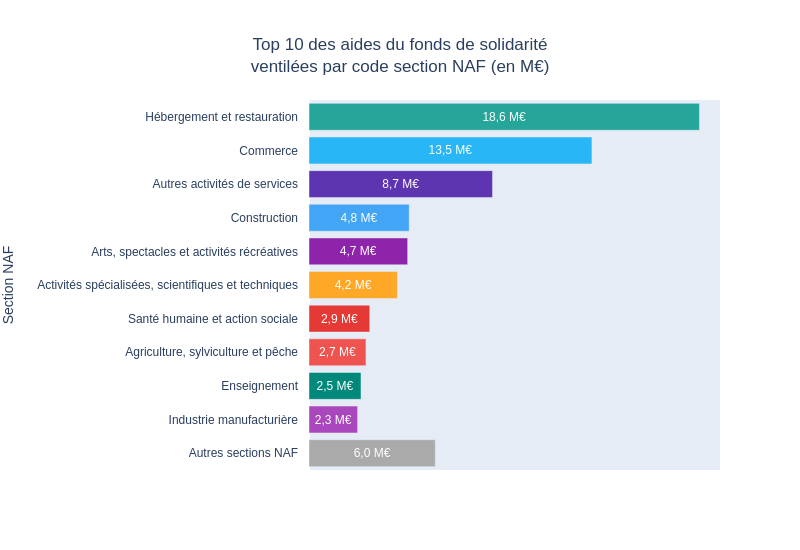 Top 10 des aides du fonds de solidarité
ventilées par code section NAF (en M€)
Section NAF
Hébergement et restauration 18,6 M€
Commerce 13,5 M€
Autres activités de services 8,7 M€
Construction 4,8 M€
Arts, spectacles et activités récréatives 4,7 M€
Activités spécialisées, scientifiques et techniques 4,2 M€
Santé humaine et action sociale 2,9 M€
Agriculture, sylviculture et pêche 2,7 M€
Enseignement 2,5 M€
Industrie manufacturière 2,3 M€
Autres sections NAF 6,0 M€